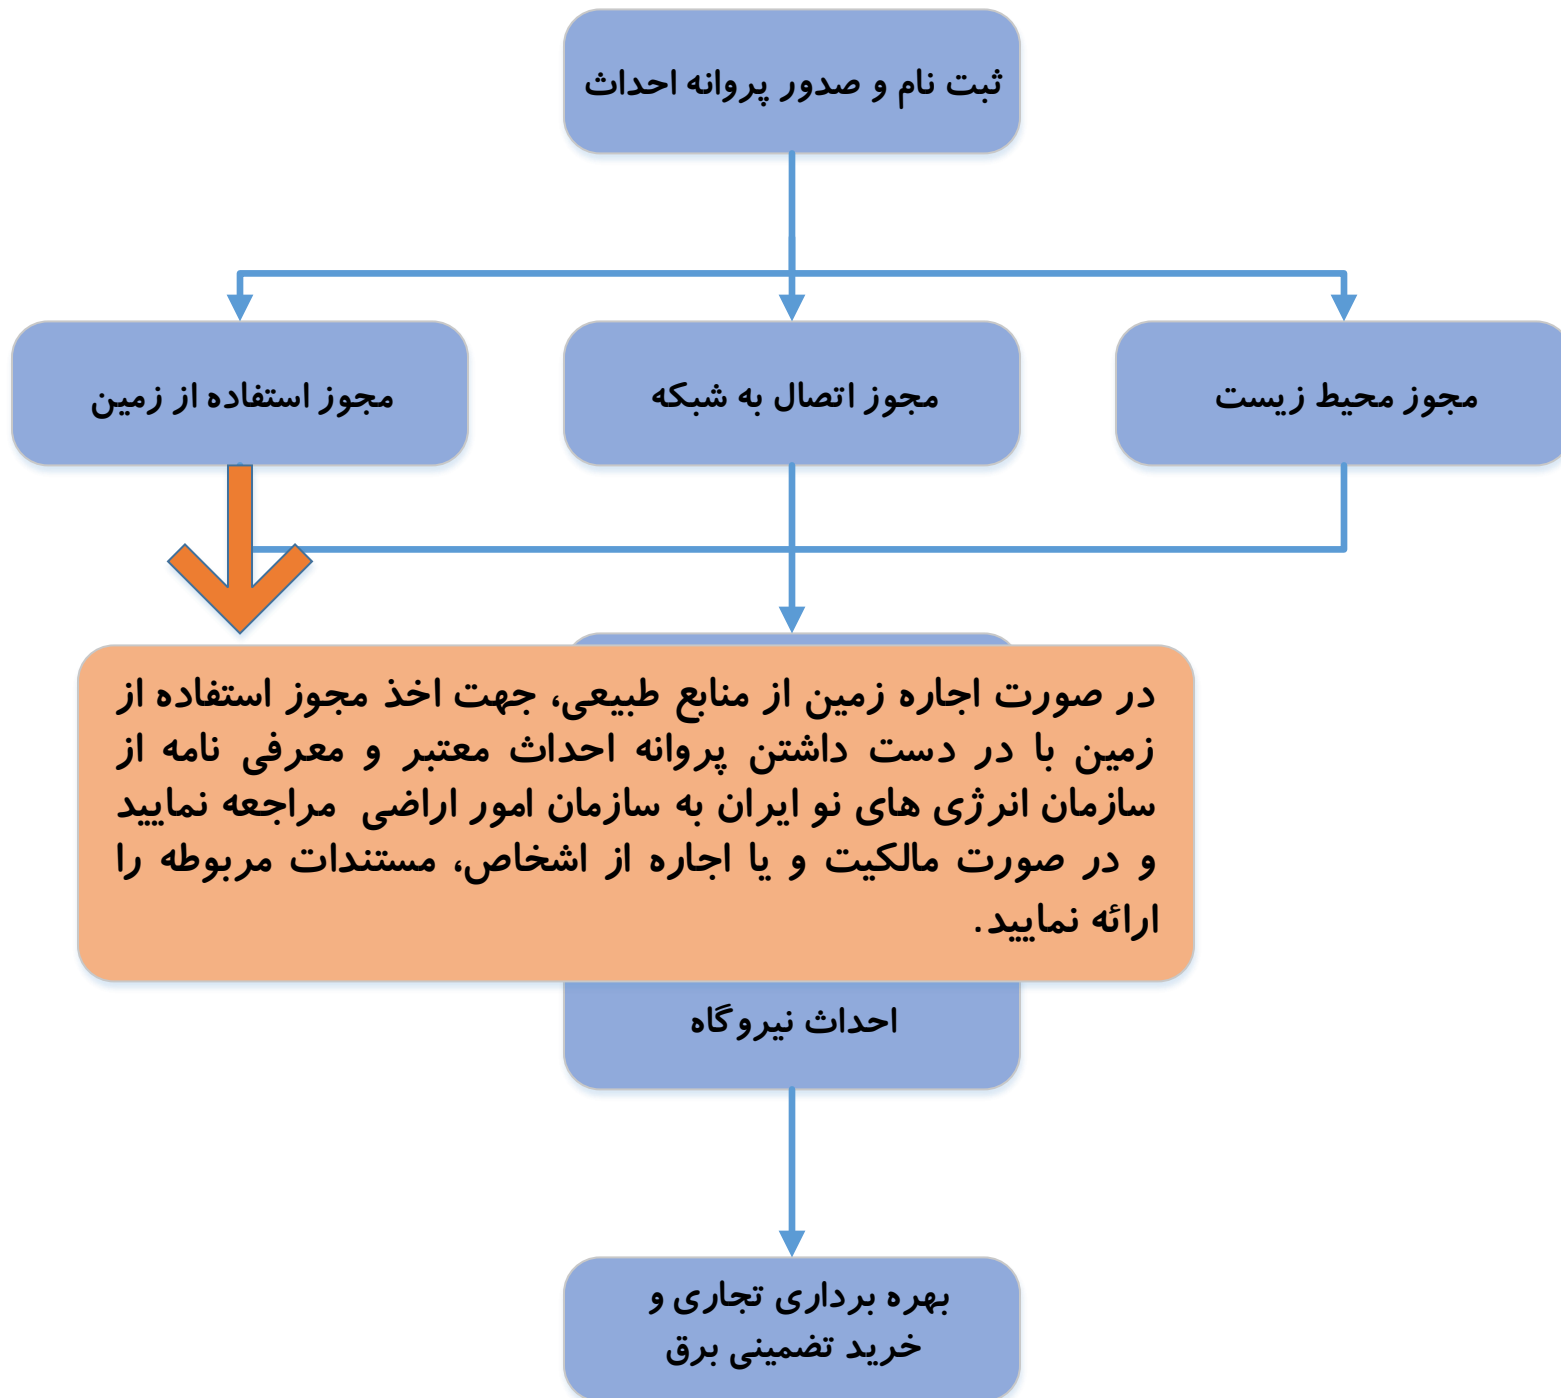 ثبت نام و صدور پروانه احداث
مجوز محیط زیست
مجوز اتصال به شبکه
مجوز استفاده از زمین
در صورت اجاره زمین از منابع طبیعی، جهت اخذ مجوز استفاده از
زمین با در دست داشتن پروانه احداث معتبر و معرفی نامه از
سازمان انرژی های نو ایران به سازمان امور اراضی مراجعه نمایید
و در صورت مالکیت و یا اجاره از اشخاص، مستندات مربوطه را
ارائه نمایید.
احداث نیروگاه
بهره برداری تجاری و
خرید تضمینی برق